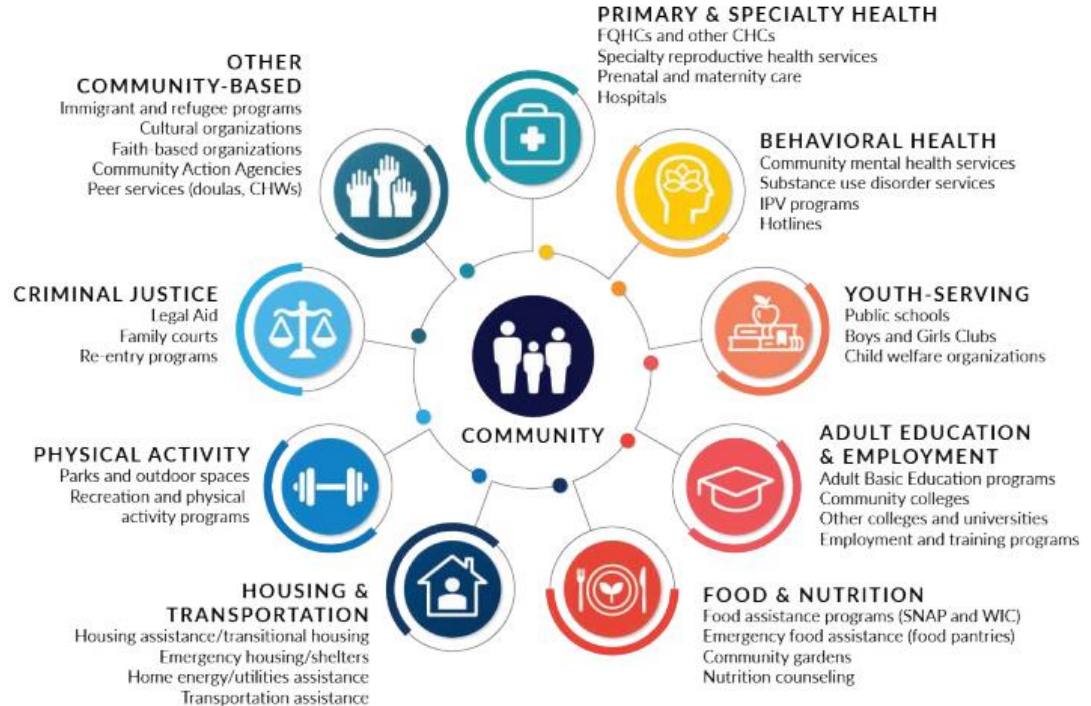 PRIMARY & SPECIALTY HEALTH
FQHCs and other CHCs
Specialty reproductive health services
Prenatal and maternity care
Hospitals
BEHAVIORAL HEALTH
Community mental health services
Substance use disorder services
IPV programs
Hotlines
YOUTH-SERVING
Public schools
Boys and Girls Clubs
Child welfare organizations
ADULT EDUCATION
& EMPLOYMENT
Adult Basic Education programs
Community colleges
Other colleges and universities
Employment and training programs
FOOD & NUTRITION
Food assistance programs (SNAP and WIC)
Emergency food assistance (food pantries)
Community gardens
Nutrition counseling
HOUSING &
TRANSPORTATION
Housing assistance/transitional housing
Emergency housing/shelters
Home energy/utilities assistance
Transportation assistance
PHYSICAL ACTIVITY
Parks and outdoor spaces
Recreation and physical
activity programs
CRIMINAL JUSTICE
Legal Aid
Family courts
Re-entry programs
OTHER
COMMUNITY-BASED
Immigrant and refugee programs
Cultural organizations
Faith-based organizations
Community Action Agencies
Peer services (doulas, CHWs)
COMMUNITY